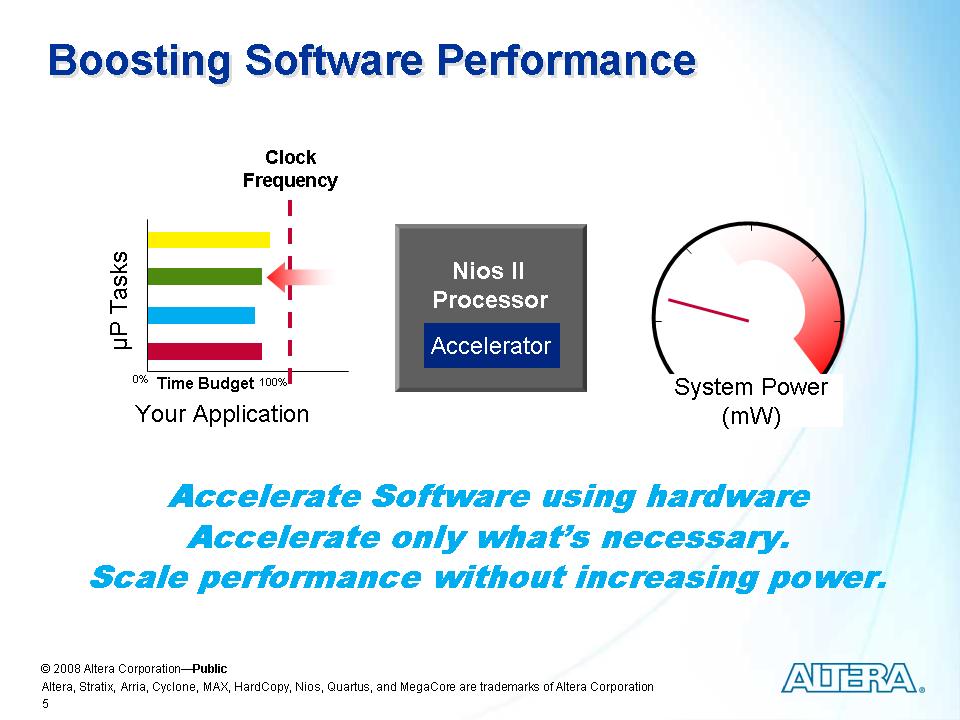 Boosting Software Performance
Clock
Frequency
µP Tasks
0% Time Budget 100%
Your Application
Nios II
Processor
Accelerator
System Power
(mW)
Accelerate Software using hardware
Accelerate only what's necessary.
Scale performance without increasing power.
© 2008 Altera Corporation—Public
Altera, Stratix, Arria, Cyclone, MAX, HardCopy, Nios, Quartus, and MegaCore are trademarks of Altera Corporation
5
ALTERA®